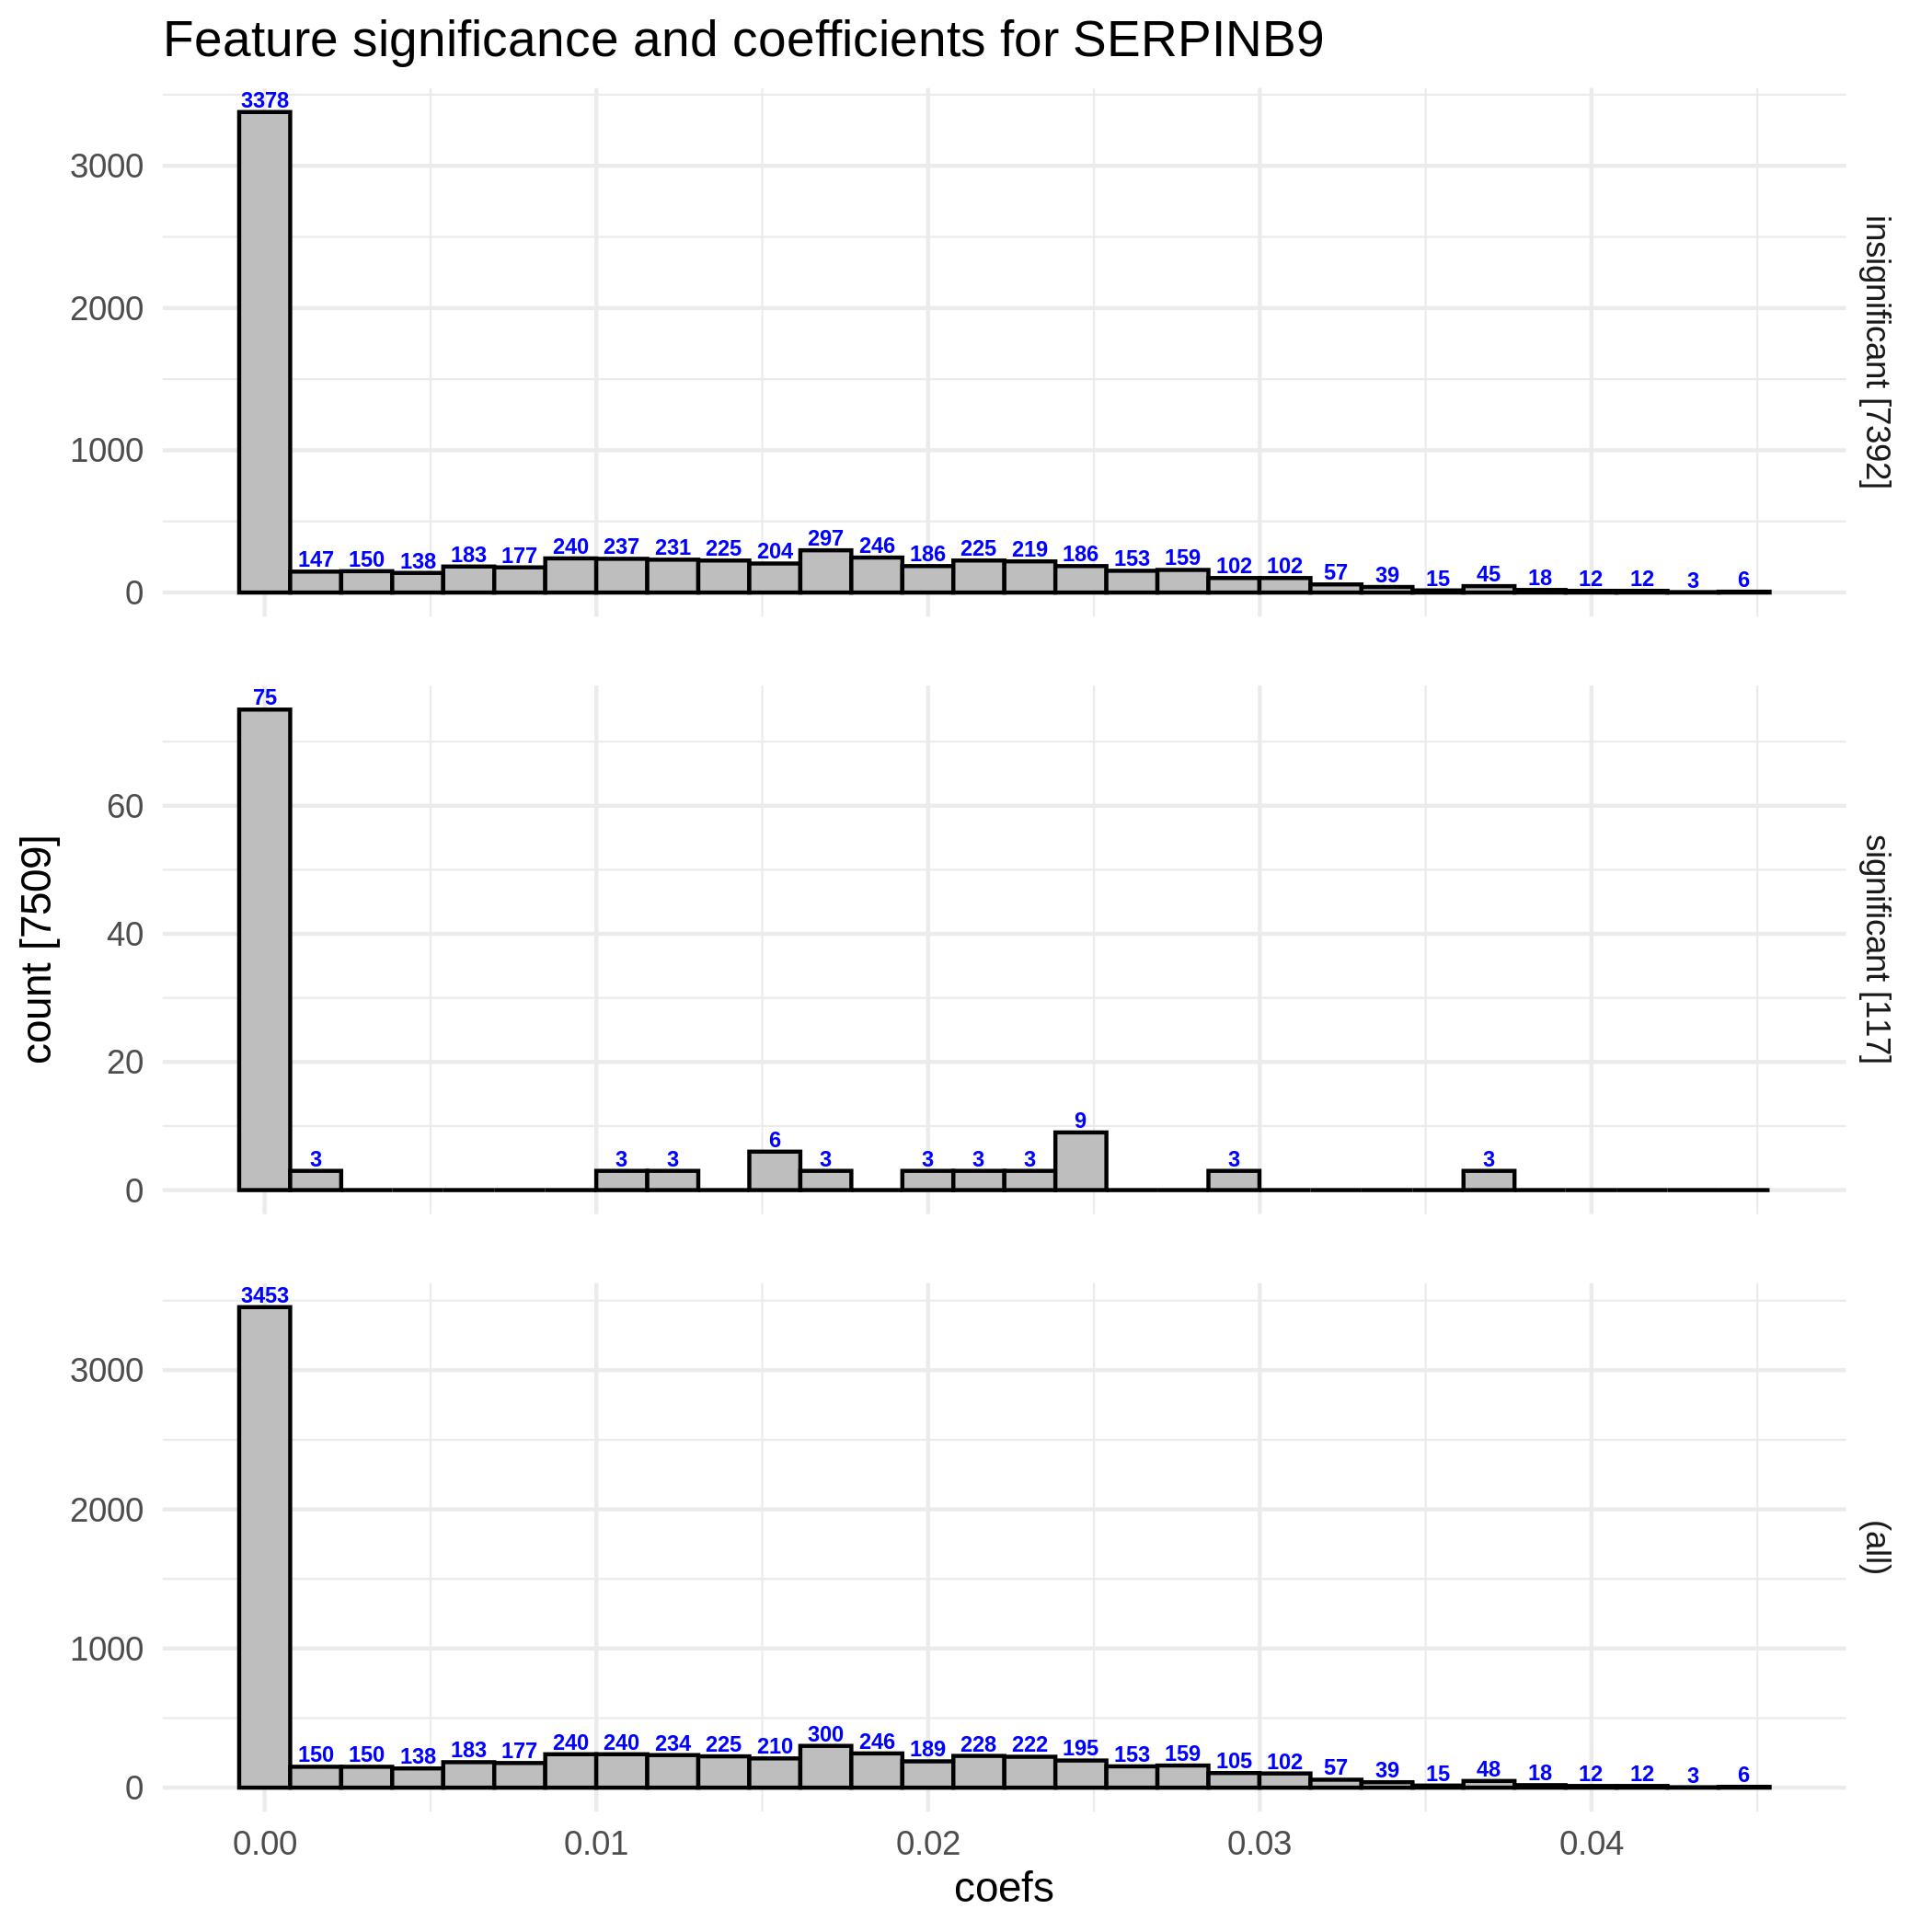 Feature significance and coefficients for SERPINB9
3378
3000
2000
1000
0
147 150 138 183 177 240 237 231 225 204 297 246 186 225 219 186 153 159 102 102 57 39 15 45 18 12 12 3 6
insignificant [7392]
75
60
40
20
0
3 3 3 6 3 3 3 3 9 3 3
significant [117]
count [7509]
3453
3000
2000
1000
0
150 150 138 183 177 240 240 234 225 210 300 246 189 228 222 195 153 159 105 102 57 39 15 48 18 12 12 3 6
(all)
0.00 0.01 0.02 0.03 0.04
coefs